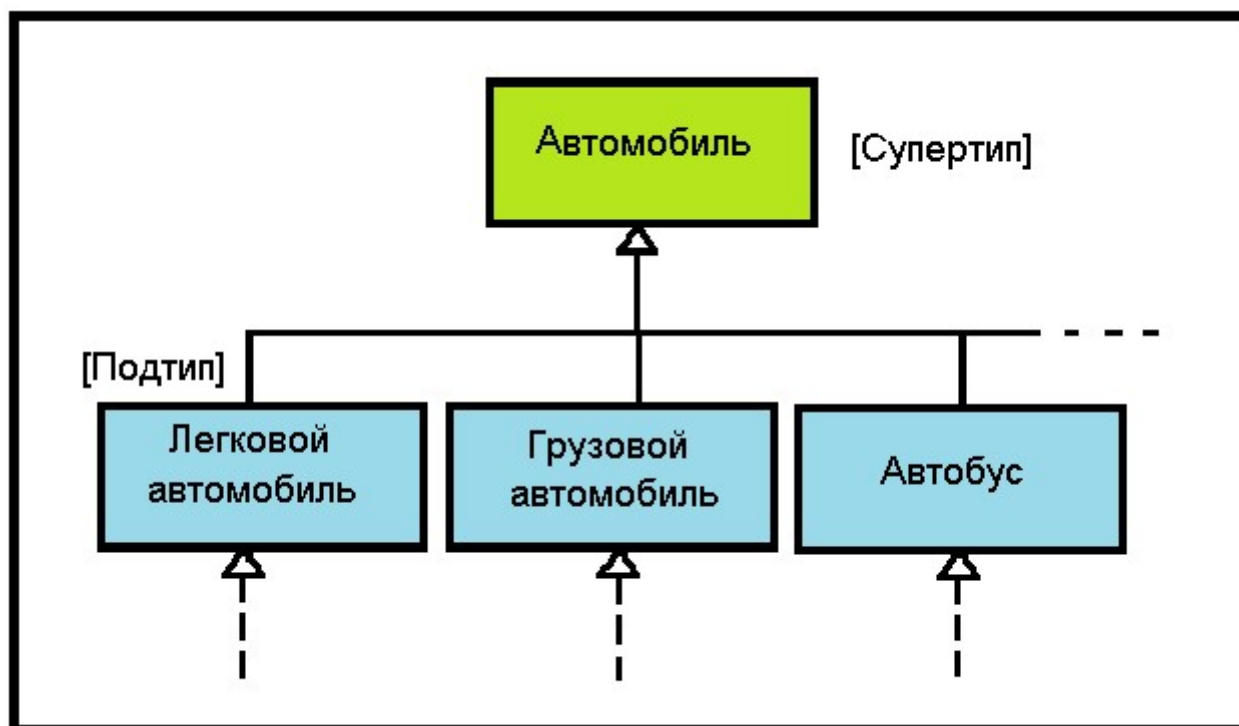 Автомобиль
[Супертип]
[Подтип]
Легковой
автомобиль
Грузовой
автомобиль
Автобус